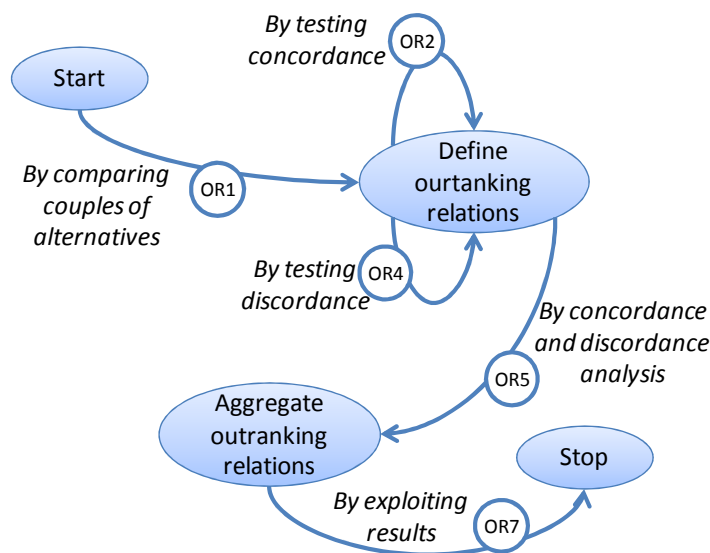 Start
By testing
concordance
OR2
By comparing
couples of
alternatives
OR1
Define
ourtanking
relations
By testing
discordance
OR4
By concordance
and discordance
analysis
OR5
Aggregate
outranking
relations
Stop
By exploiting
results
OR7